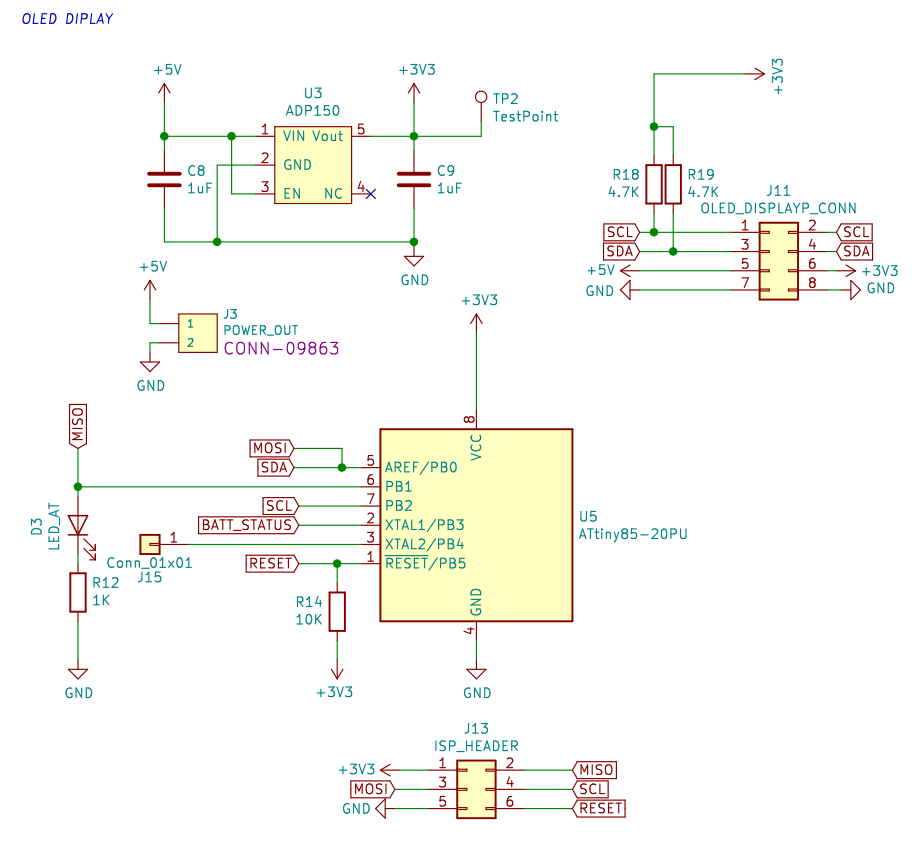 OLED DIPLAY
+5V
U3
ADP150
1 VIN Vout 5
2 GND
3 EN NC 4
C8
1uF
+3V3
TP2
TestPoint
C9
1uF
GND
+3V3
R18
4.7K
R19
4.7K
J11
OLED_DISPLAYP_CONN
SCL 1 2 SCL
SDA 3 4 SDA
+5V 5 6 +3V3
GND 7 8 GND
+5V
J3
1 POWER_OUT
2 CONN-09863
GND
+3V3
8
VCC
MISO
MOSI
SDA 5 AREF/PB0
6 PB1
SCL 7 PB2
BATT_STATUS 2 XTAL1/PB3
3 XTAL2/PB4
RESET 1 RESET/PB5
GND
4
U5
ATtiny85-20PU
GND
D3
LED_AT
1
Conn_01x01
J15
R12
1K
GND
R14
10K
+3V3
J13
ISP_HEADER
+3V3 1 2 MISO
MOSI 3 4 SCL
GND 5 6 RESET